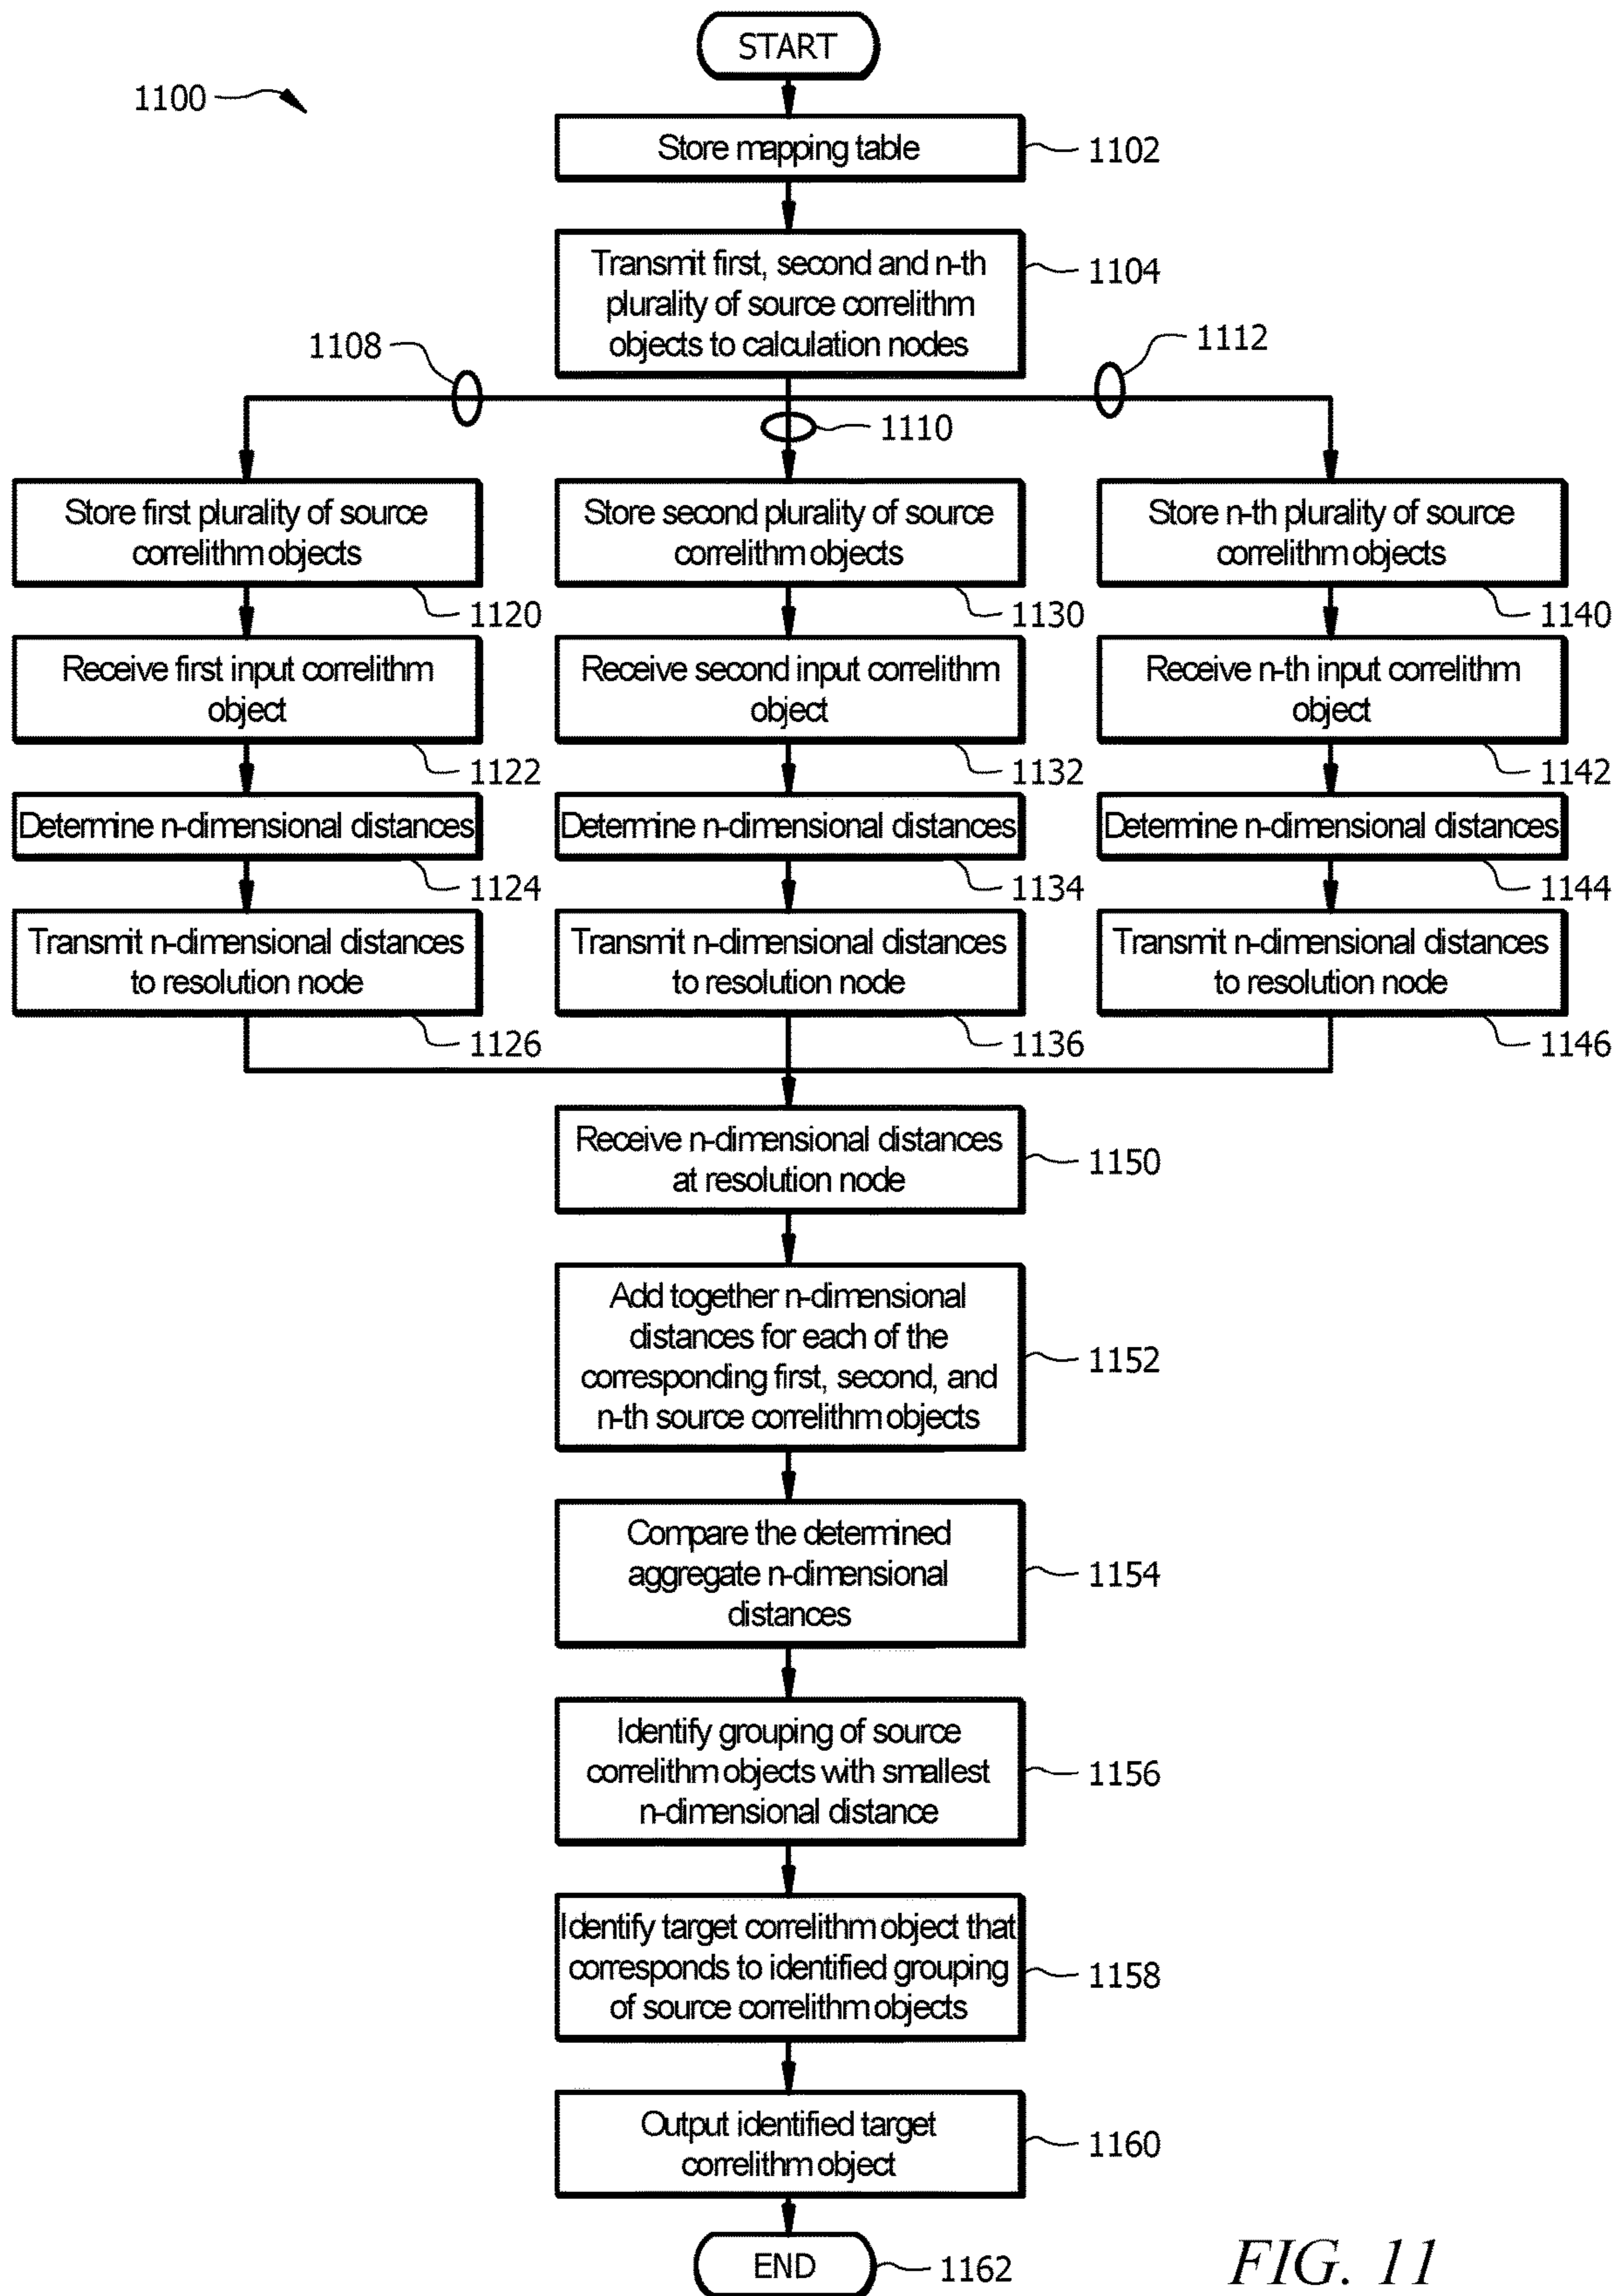 START
1100
Store mapping table
1102
Transmit first, second and n-th
plurality of source correlithm
objects to calculation nodes
1104
1108
1110
1112
Store first plurality of source
correlithm objects
1120
Receive first input correlithm
object
1122
Determine n-dimensional distances
1124
Transmit n-dimensional distances
to resolution node
1126
Store second plurality of source
correlithm objects
1130
Receive second input correlithm
object
1132
Determine n-dimensional distances
1134
Transmit n-dimensional distances
to resolution node
1136
Store n-th plurality of source
correlithm objects
1140
Receive n-th input correlithm
object
1142
Determine n-dimensional distances
1144
Transmit n-dimensional distances
to resolution node
1146
Receive n-dimensional distances
at resolution node
1150
Add together n-dimensional
distances for each of the
corresponding first, second, and
n-th source correlithm objects
1152
Compare the determined
aggregate n-dimensional
distances
1154
Identify grouping of source
correlithm objects with smallest
n-dimensional distance
1156
Identify target correlithm object that
corresponds to identified grouping
of source correlithm objects
1158
Output identified target
correlithm object
1160
END
1162
FIG. 11